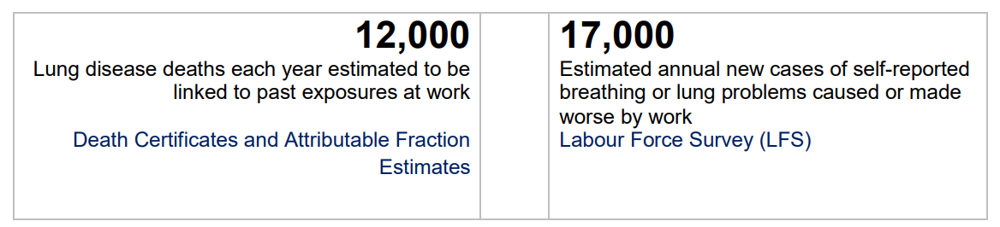 12,000
Lung disease deaths each year estimated to be
linked to past exposures at work
Death Certificates and Attributable Fraction
Estimates
17,000
Estimated annual new cases of self-reported
breathing or lung problems caused or made
worse by work
Labour Force Survey (LFS)